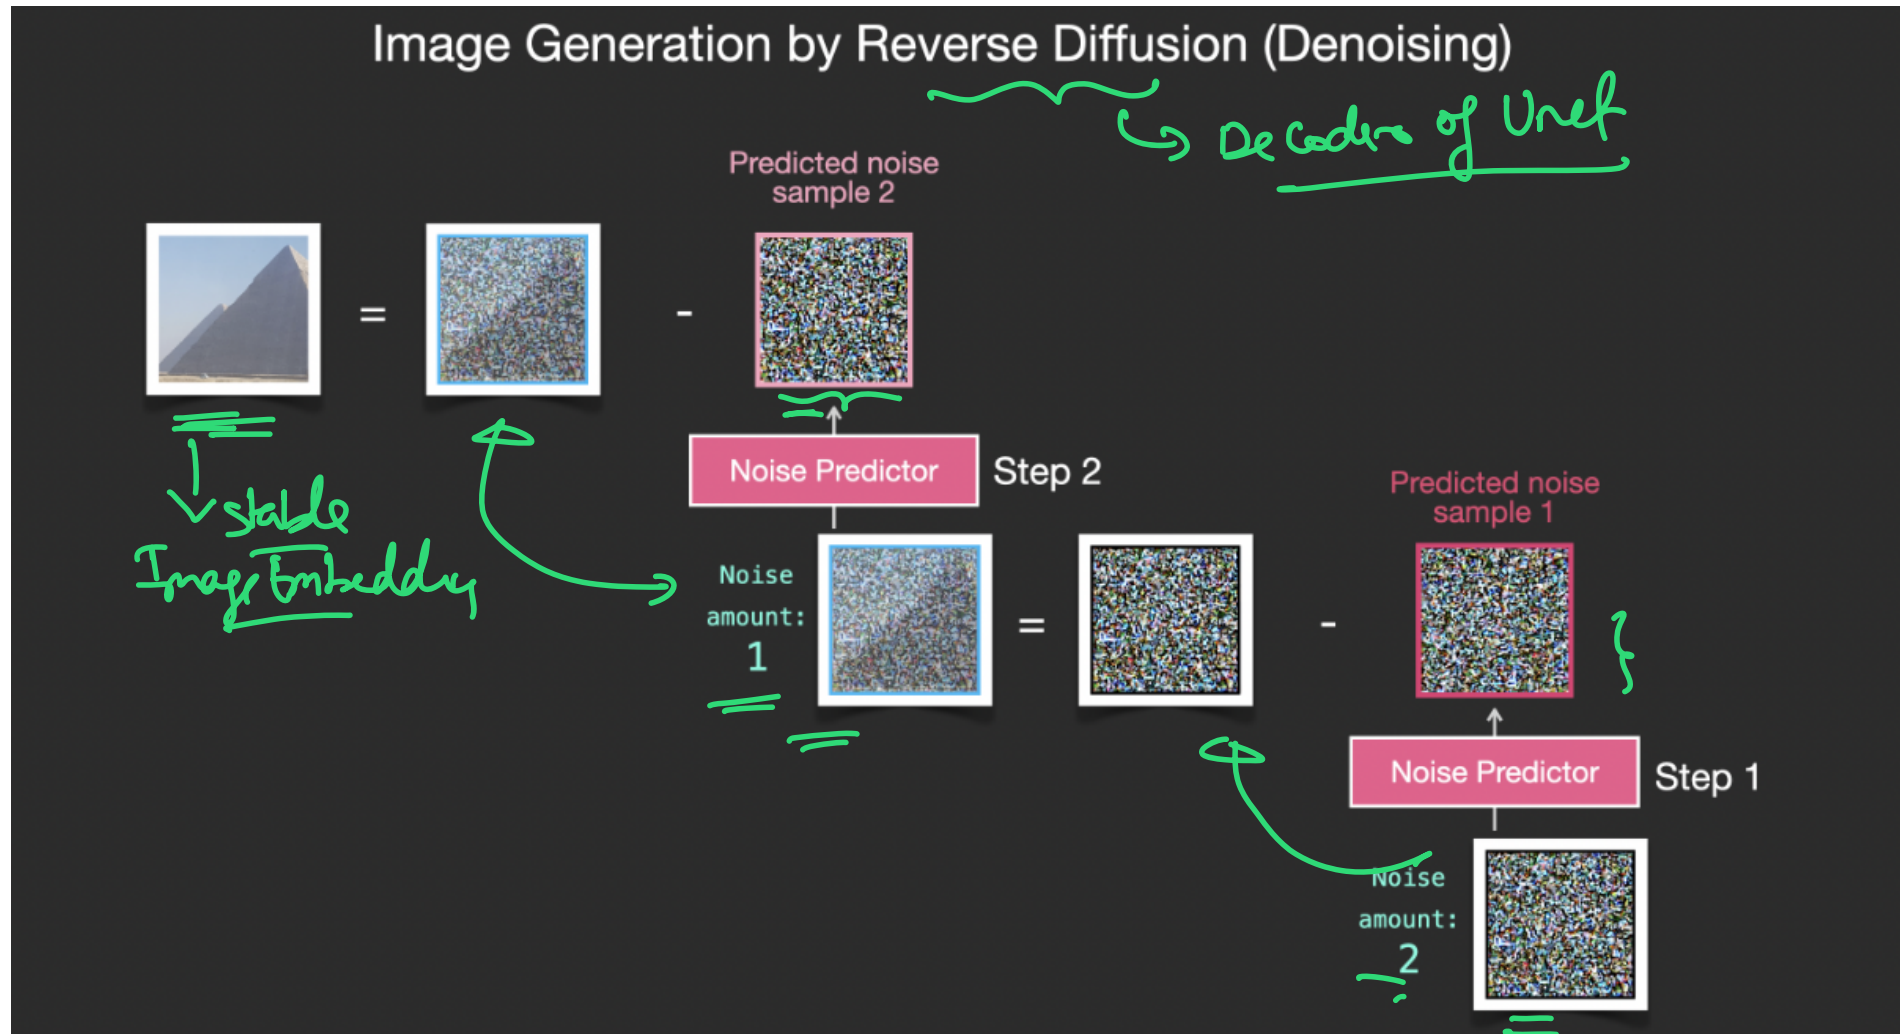 Image Generation by Reverse Diffusion (Denoising)
Decoder of Unet
Predicted noise
sample 2
=
-
Noise Predictor
Step 2
stable
Image Embedding
Noise
amount:
1
=
-
Predicted noise
sample 1
Noise Predictor
Step 1
Noise
amount:
2